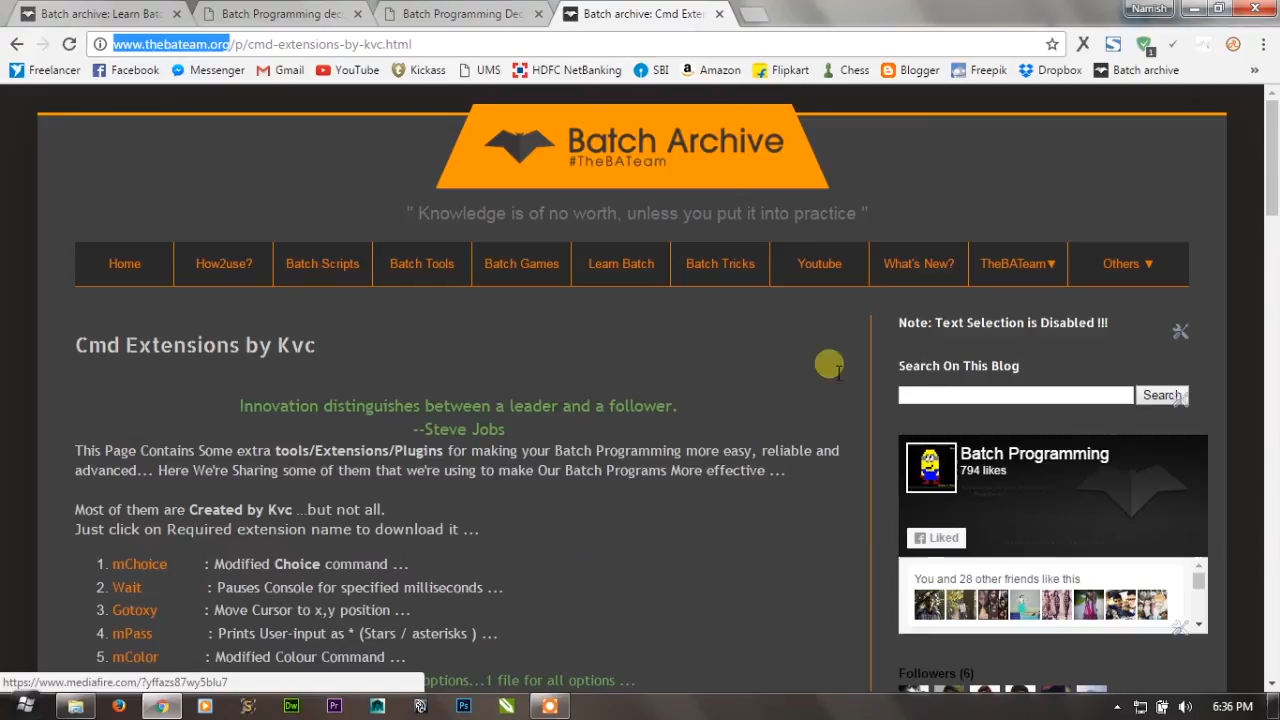 Batch archive: Learn Batc
Batch Programming decc
Batch Programming Dec
Batch archive: Cmd Exten
Namish
www.thebateam.org/p/cmd-extensions-by-kvc.html
Freelancer
Facebook
Messenger
Gmail
YouTube
Kickass
UMS
HDFC NetBanking
SBI
Amazon
Flipkart
Chess
Blogger
Freepik
Dropbox
Batch archive
»
Batch Archive
#TheBATeam
" Knowledge is of no worth, unless you put it into practice "
Home
How2use?
Batch Scripts
Batch Tools
Batch Games
Learn Batch
Batch Tricks
Youtube
What's New?
TheBATeam▼
Others ▼
Cmd Extensions by Kvc
Innovation distinguishes between a leader and a follower.
--Steve Jobs
This Page Contains Some extra tools/Extensions/Plugins for making your Batch Programming more easy, reliable and
advanced... Here We're Sharing some of them that we're using to make Our Batch Programs More effective ...
Most of them are Created by Kvc ...but not all.
Just click on Required extension name to download it ...
1. mChoice : Modified Choice command ...
2. Wait : Pauses Console for specified milliseconds ...
3. Gotoxy : Move Cursor to x,y position ...
4. mPass : Prints User-input as * (Stars / asterisks ) ...
5. mColor : Modified Colour Command ...
options...1 file for all options ...
Note: Text Selection is Disabled !!!
Search On This Blog
Search
Batch Programming
794 likes
Liked
You and 28 other friends like this
Followers (6)
https://www.mediafire.com/?yffazs87wy5blu7
6:36 PM